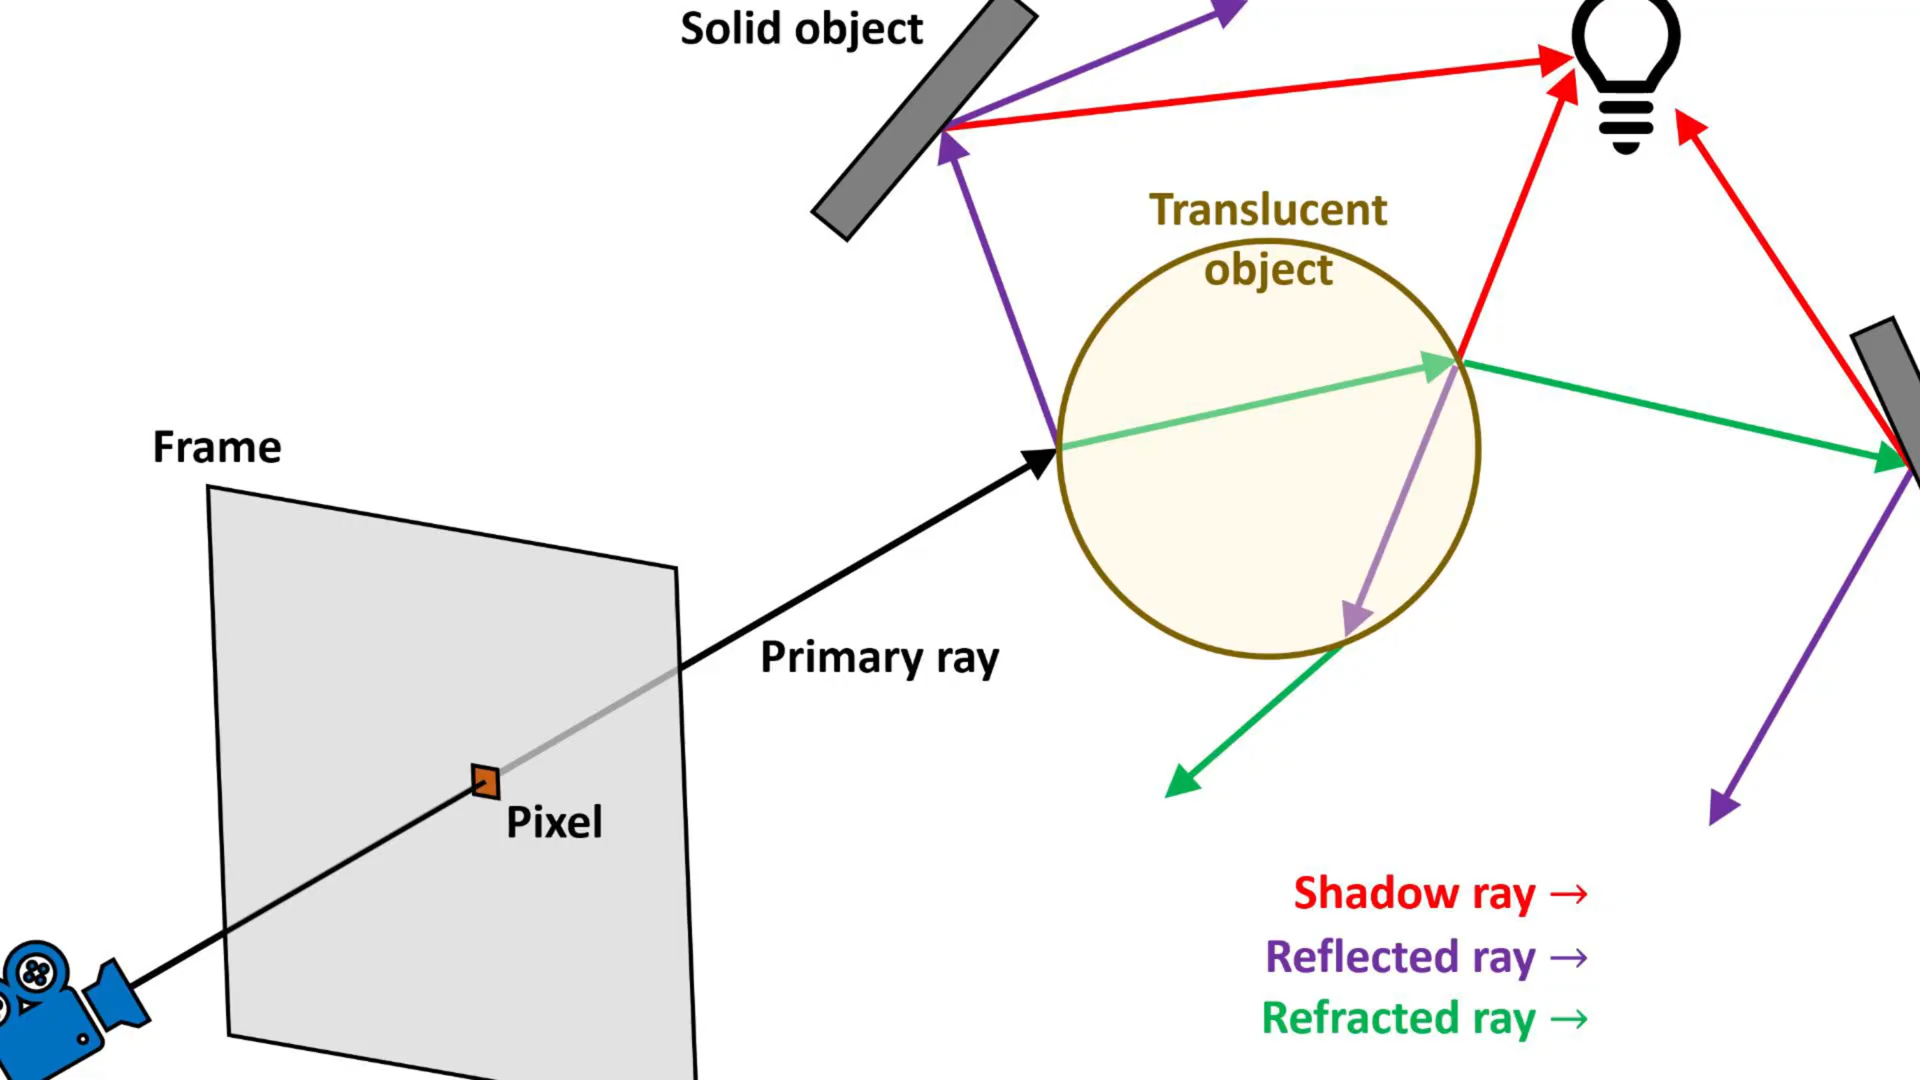 Solid object
Translucent
object
Frame
Primary ray
Pixel
Shadow ray →
Reflected ray →
Refracted ray →